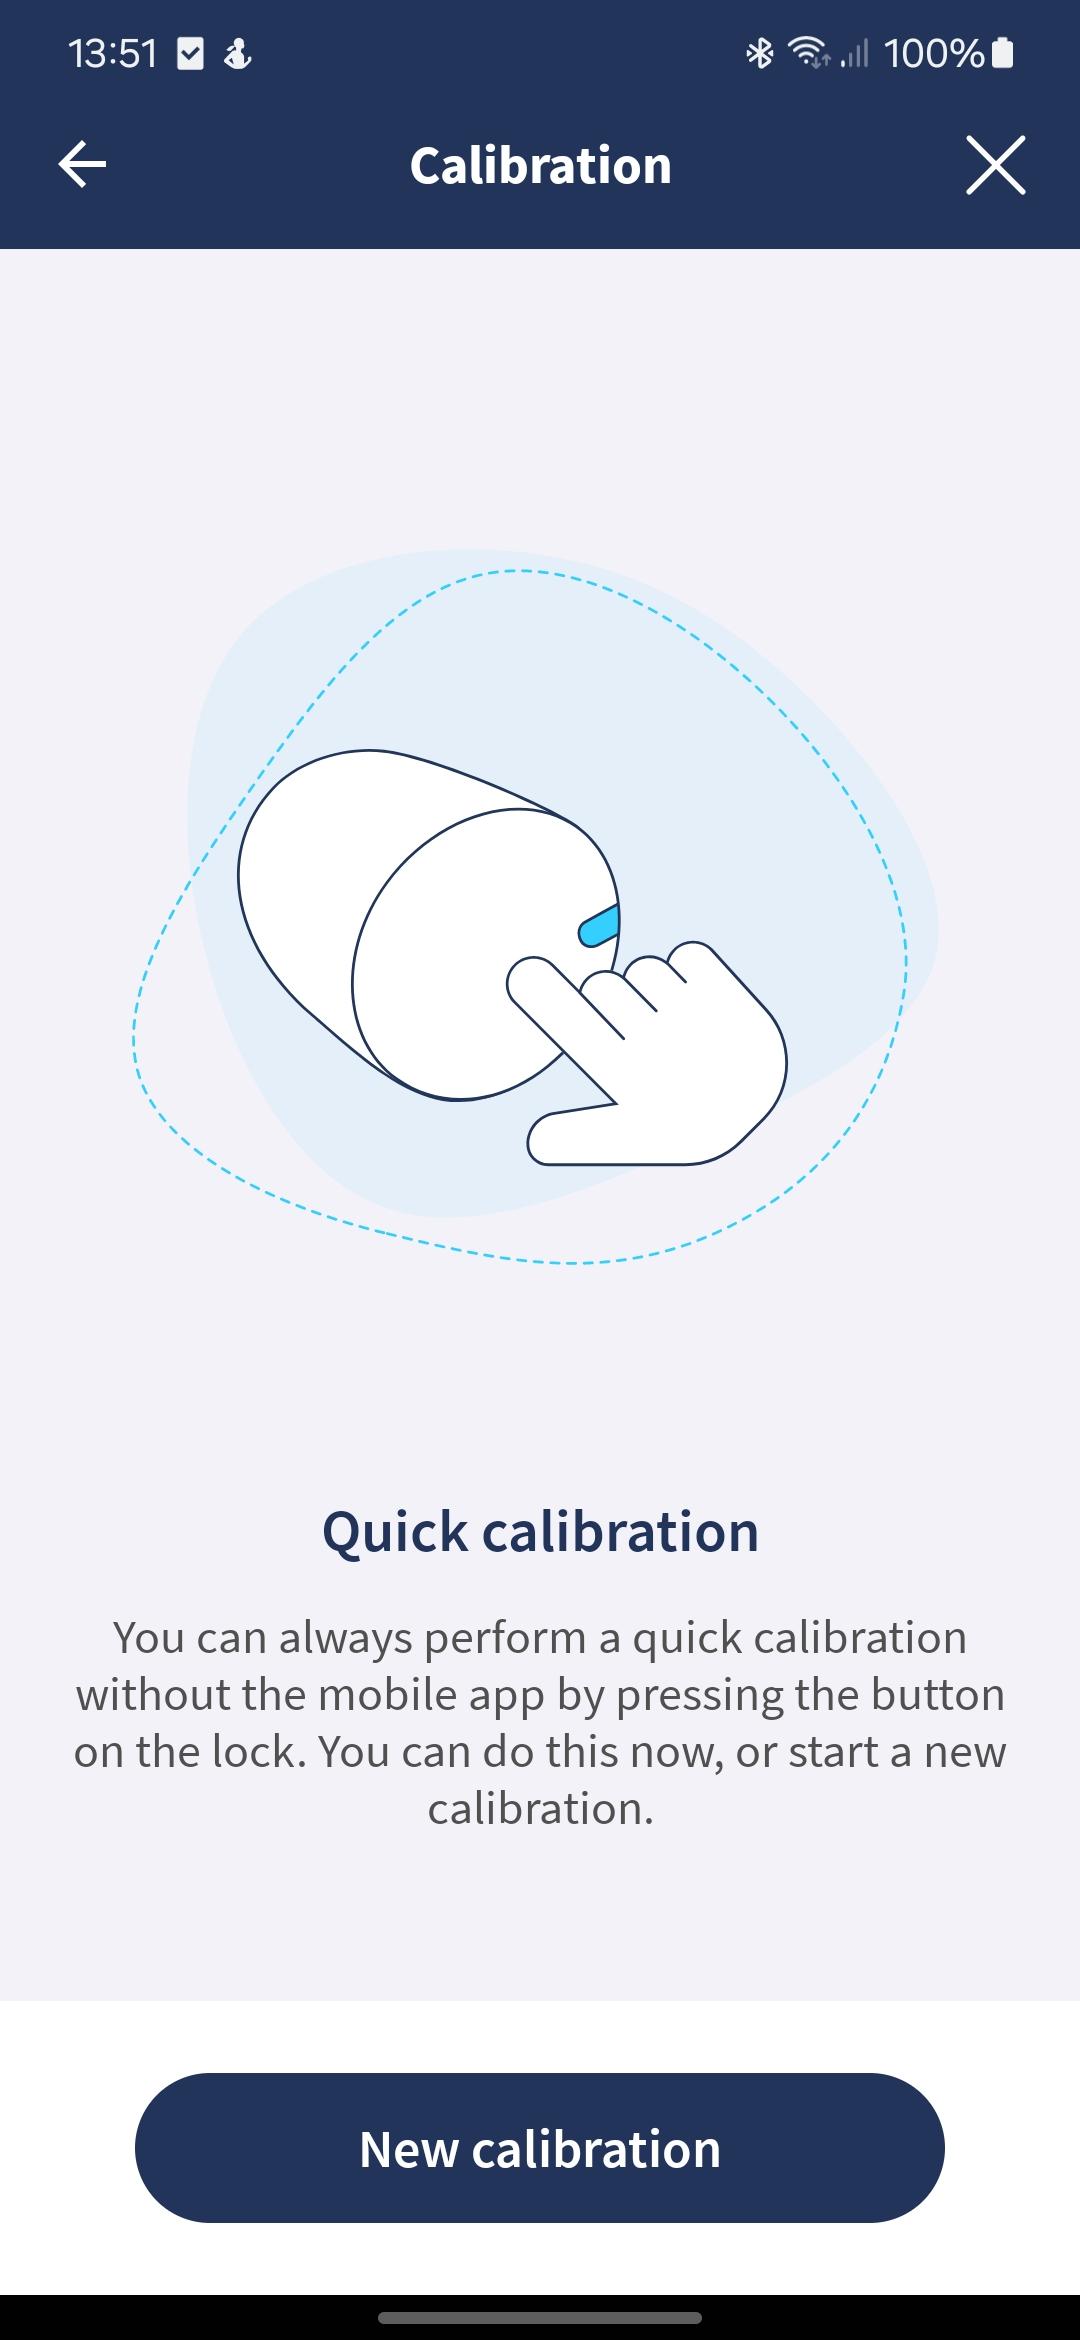 13:51
100%
Calibration
Quick calibration
You can always perform a quick calibration
without the mobile app by pressing the button
on the lock. You can do this now, or start a new
calibration.
New calibration